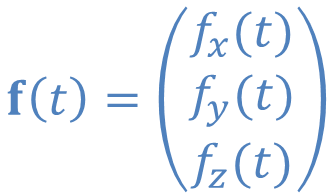 𝐟(t) = (f_x(t)
f_y(t)
f_z(t))